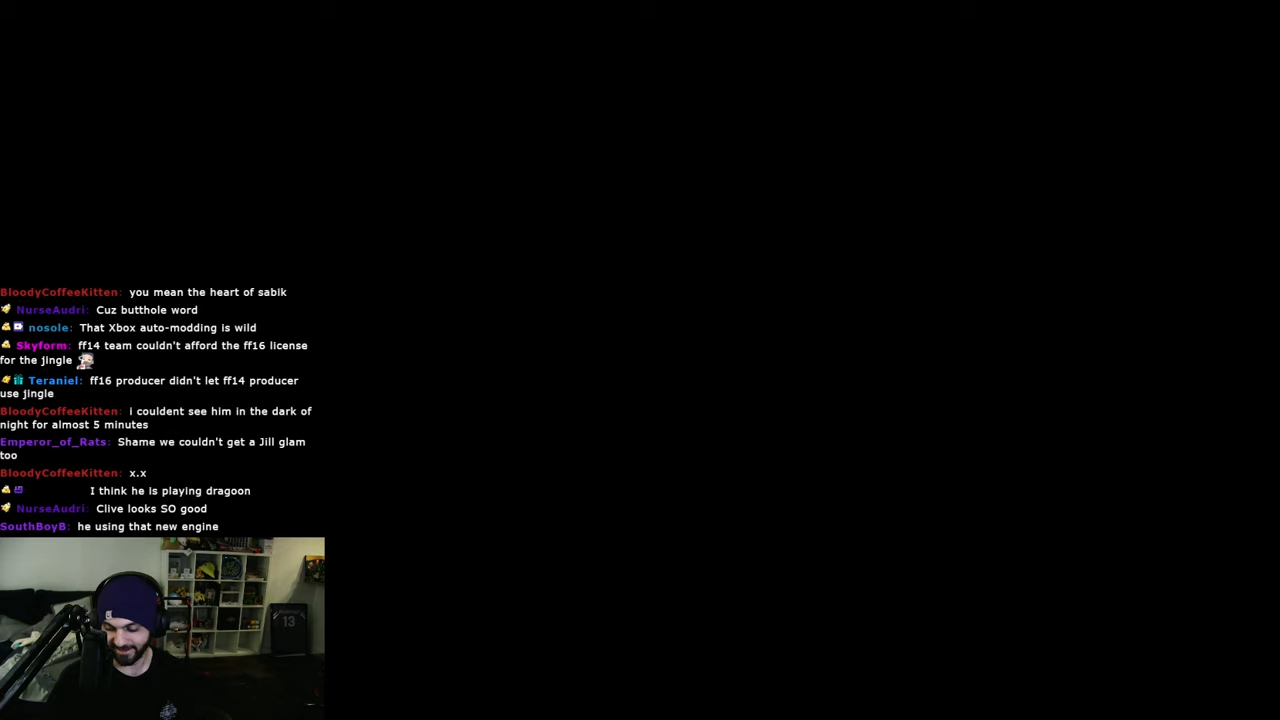 BloodyCoffeeKitten: you mean the heart of sabik
NurseAudri: Cuz butthole word
nosole: That Xbox auto-modding is wild
Skyform: ff14 team couldn't afford the ff16 license
for the jingle
Teraniel: ff16 producer didn't let ff14 producer
use jingle
BloodyCoffeeKitten: i couldent see him in the dark of
night for almost 5 minutes
Emperor_of_Rats: Shame we couldn't get a Jill glam
too
BloodyCoffeeKitten: x.x
I think he is playing dragoon
NurseAudri: Clive looks SO good
SouthBoyB: he using that new engine
13